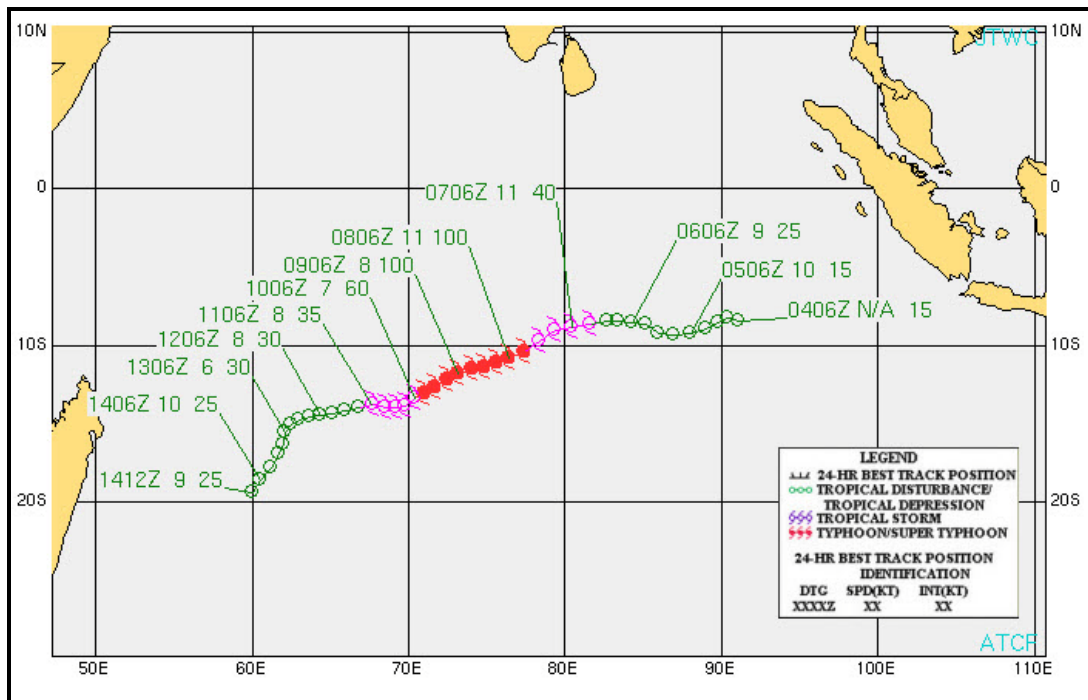 10N
JTWC
10N
0
0
0706Z 11 40
0606Z 9 25
0806Z 11 100
0906Z 8 100
0506Z 10 15
1006Z 7 60
0406Z N/A 15
1106Z 8 35
10S
1206Z 8 30
10S
1306Z 6 30
1406Z 10 25
1412Z 9 25
20S
20S
LEGEND
24-HR BEST TRACK POSITION
TROPICAL DISTURBANCE/
TROPICAL DEPRESSION
TROPICAL STORM
TYPHOON/SUPER TYPHOON
24-HR BEST TRACK POSITION
IDENTIFICATION
DTG SPD(KT) INT(KT)
XXXXZ XX XX
ATCF
50E 60E 70E 80E 90E 100E 110E